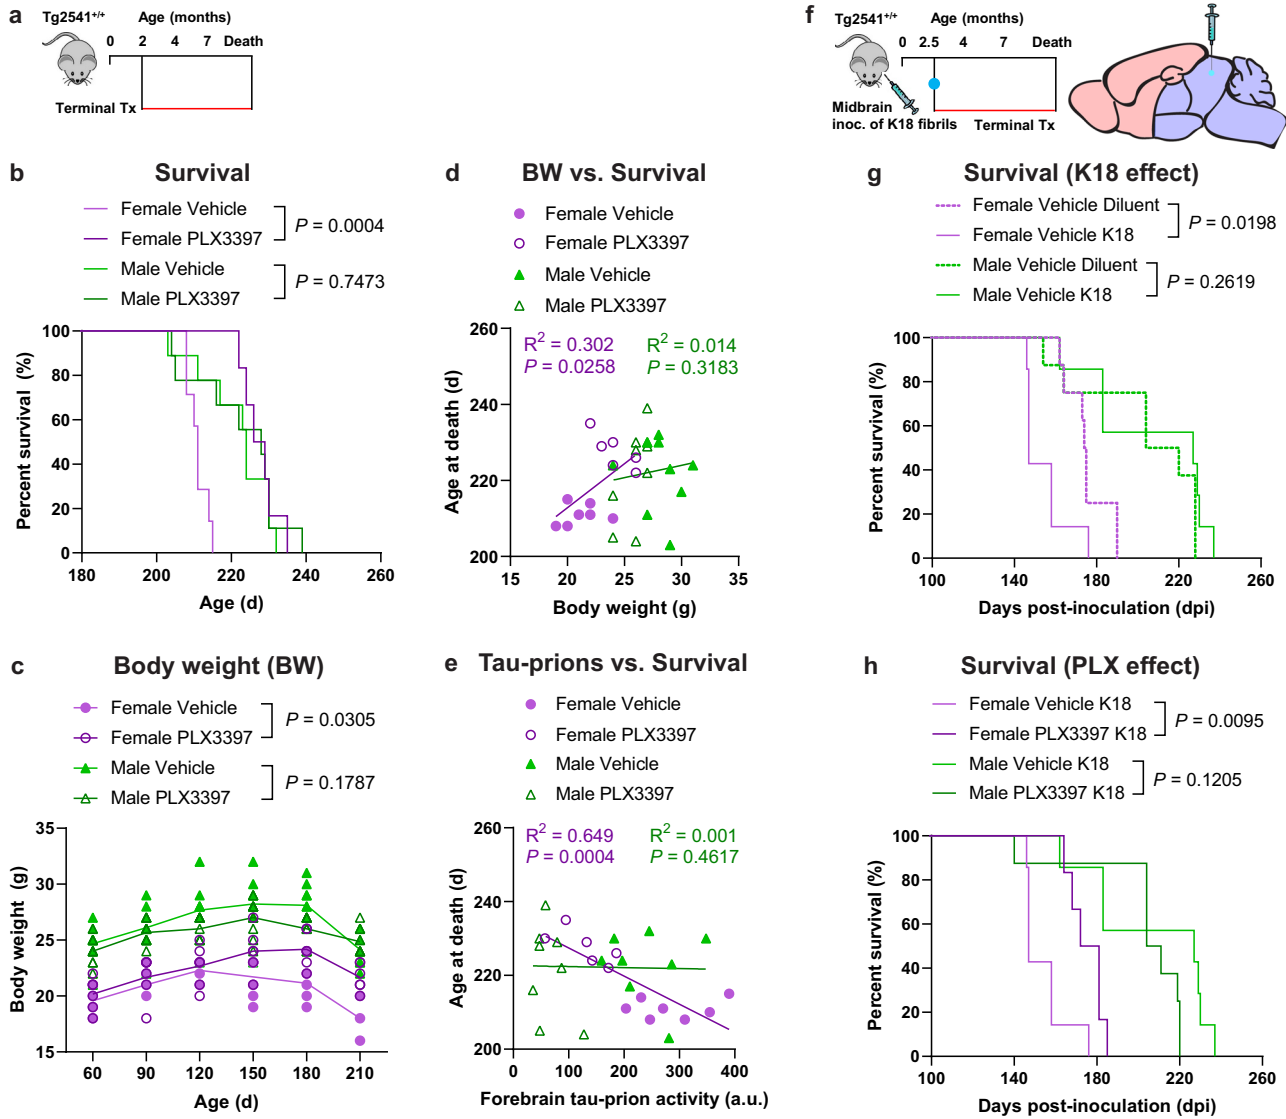 a
Tg2541+/+
Age (months)
0 2 4 7 Death
Terminal Tx
b Survival
Female Vehicle
Female PLX3397
P = 0.0004
Male Vehicle
Male PLX3397
P = 0.7473
Percent survival (%)
100
80
60
40
20
0
180 200 220 240 260
Age (d)
c Body weight (BW)
Female Vehicle
Female PLX3397
P = 0.0305
Male Vehicle
Male PLX3397
P = 0.1787
Body weight (g)
35
30
25
20
15
60 90 120 150 180 210
Age (d)
d BW vs. Survival
Female Vehicle
Female PLX3397
Male Vehicle
Male PLX3397
R2 = 0.302 R2 = 0.014
P = 0.0258 P = 0.3183
Age at death (d)
260
240
220
200
15 20 25 30 35
Body weight (g)
e Tau-prions vs. Survival
Female Vehicle
Female PLX3397
Male Vehicle
Male PLX3397
R2 = 0.649 R2 = 0.001
P = 0.0004 P = 0.4617
Age at death (d)
260
240
220
200
0 100 200 300 400
Forebrain tau-prion activity (a.u.)
f
Tg2541+/+
Age (months)
0 2.5 4 7 Death
Midbrain
inoc. of K18 fibrils
Terminal Tx
g Survival (K18 effect)
Female Vehicle Diluent
Female Vehicle K18
P = 0.0198
Male Vehicle Diluent
Male Vehicle K18
P = 0.2619
Percent survival (%)
100
80
60
40
20
0
100 140 180 220 260
Days post-inoculation (dpi)
h Survival (PLX effect)
Female Vehicle K18
Female PLX3397 K18
P = 0.0095
Male Vehicle K18
Male PLX3397 K18
P = 0.1205
Percent survival (%)
100
80
60
40
20
0
100 140 180 220 260
Days post-inoculation (dpi)